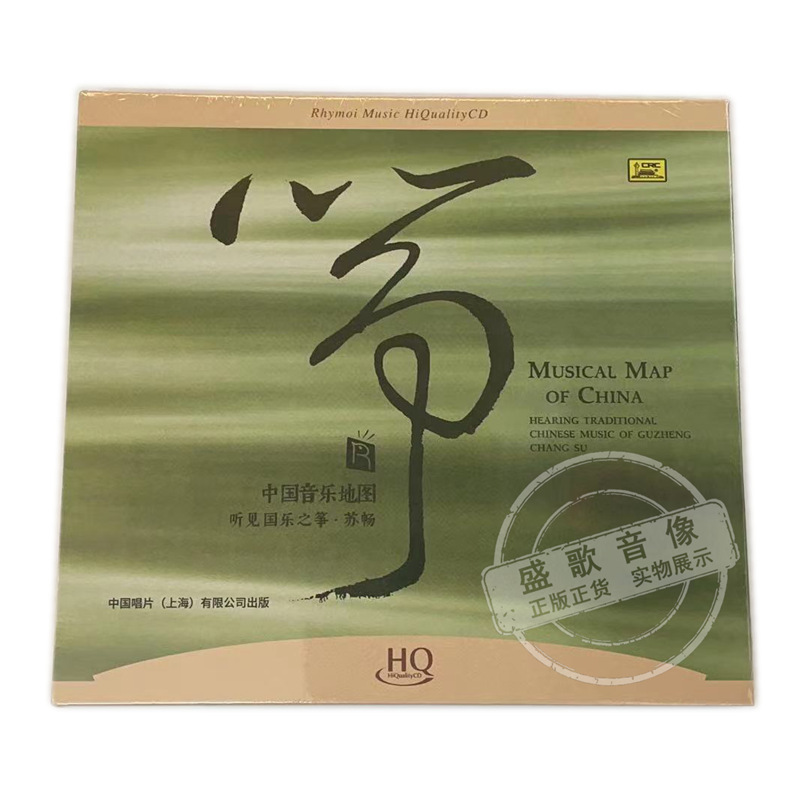 Rhymoi Music HiQualityCD
CRC
筝
MUSICAL MAP
OF CHINA
HEARING TRADITIONAL
CHINESE MUSIC OF GUZHENG
CHANG SU
R
中国音乐地图
听见国乐之筝·苏畅
盛歌音像
正版正货 实物展示
中国唱片（上海）有限公司出版
HQ
HiQualityCD